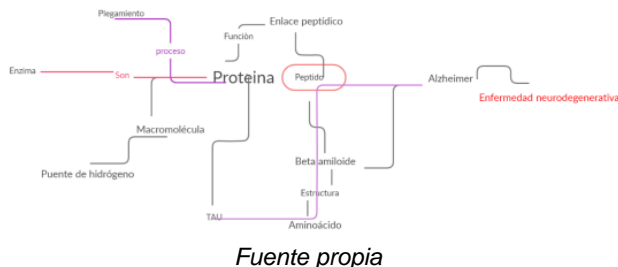 Plegamiento
Enlace peptídico
Función
proceso
Enzima
Son
Proteina
Peptido
Alzheimer
Enfermedad neurodegenerativa
Macromolécula
Beta amiloide
Puente de hidrógeno
Estructura
TAU
Aminoácido
Fuente propia